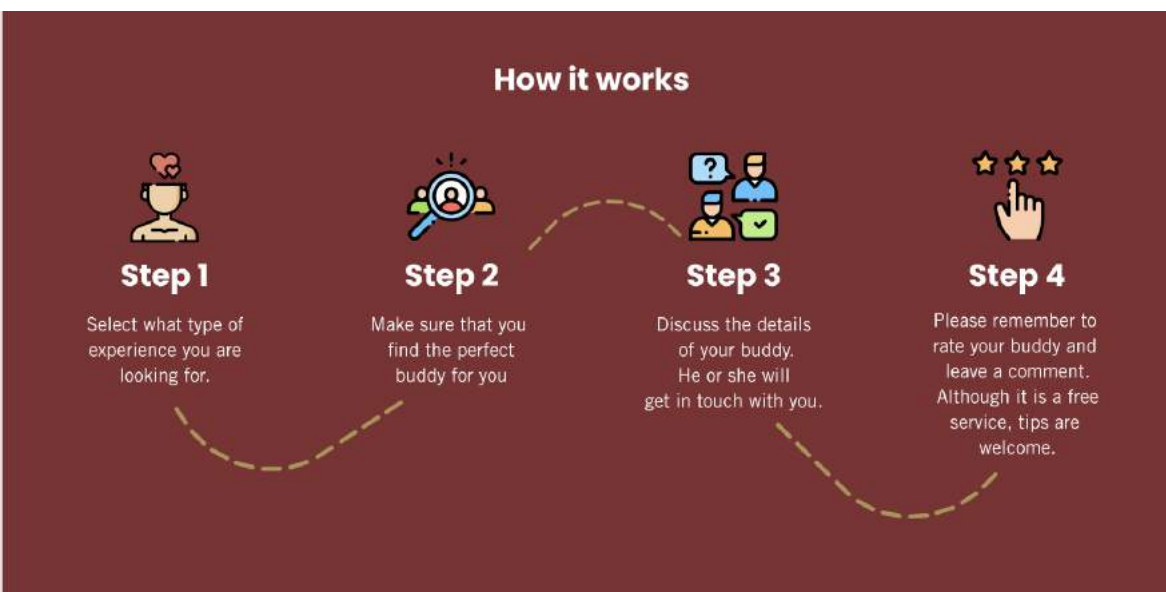 How it works
Step 1
Select what type of
experience you are
looking for.
Step 2
Make sure that you
find the perfect
buddy for you
?
Step 3
Discuss the details
of your buddy.
He or she will
get in touch with you.
Step 4
Please remember to
rate your buddy and
leave a comment.
Although it is a free
service, tips are
welcome.